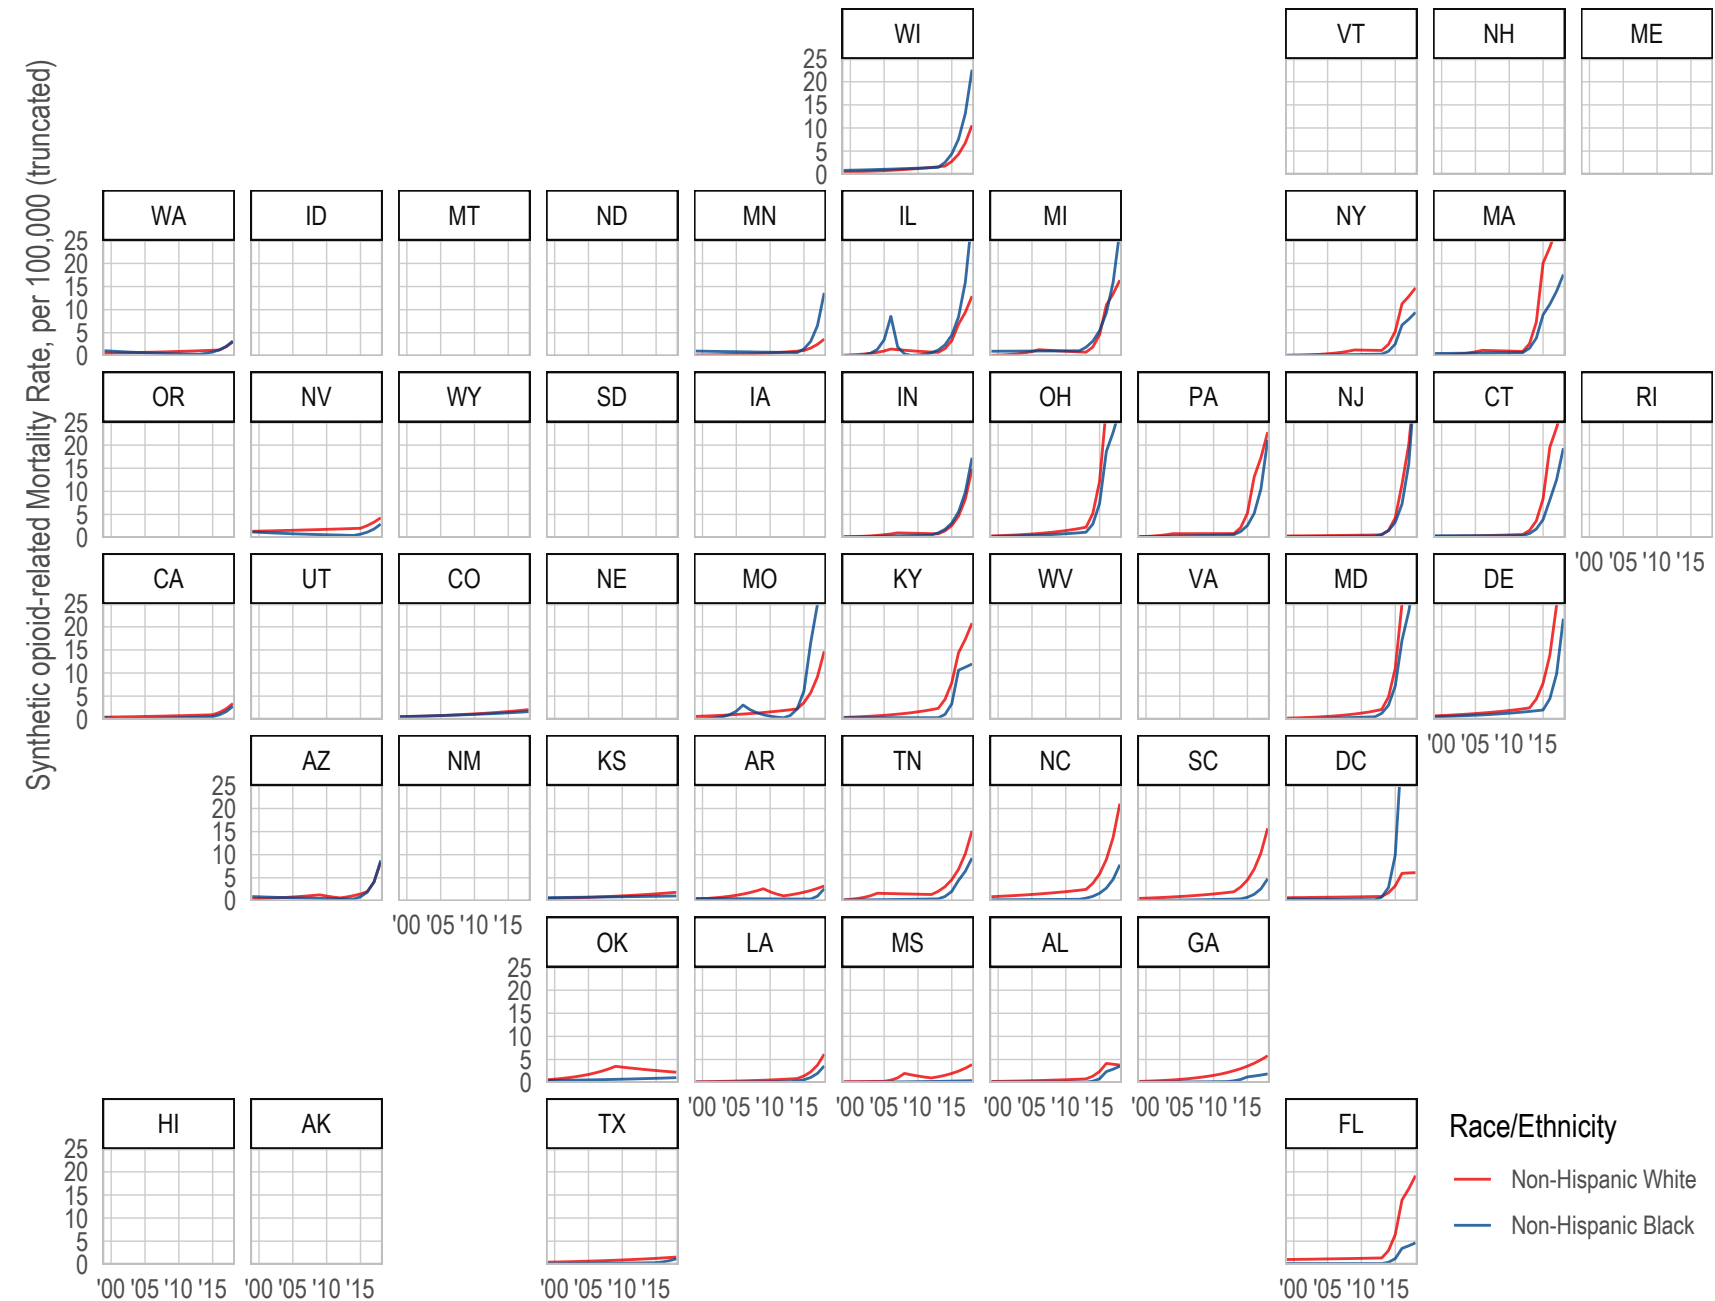 Synthetic opioid-related Mortality Rate, per 100,000 (truncated)
WI VT NH ME
25
20
15
10
5
0
WA ID MT ND MN IL MI NY MA
25
20
15
10
5
0
OR NV WY SD IA IN OH PA NJ CT RI
25
20
15
10
5
0
'00 '05 '10 '15
CA UT CO NE MO KY WV VA MD DE
25
20
15
10
5
0
'00 '05 '10 '15
AZ NM KS AR TN NC SC DC
25
20
15
10
5
0
'00 '05 '10 '15
OK LA MS AL GA
25
20
15
10
5
0
'00 '05 '10 '15 '00 '05 '10 '15 '00 '05 '10 '15 '00 '05 '10 '15
HI AK TX FL
25
20
15
10
5
0
'00 '05 '10 '15 '00 '05 '10 '15 '00 '05 '10 '15 '00 '05 '10 '15
Race/Ethnicity
Non-Hispanic White
Non-Hispanic Black